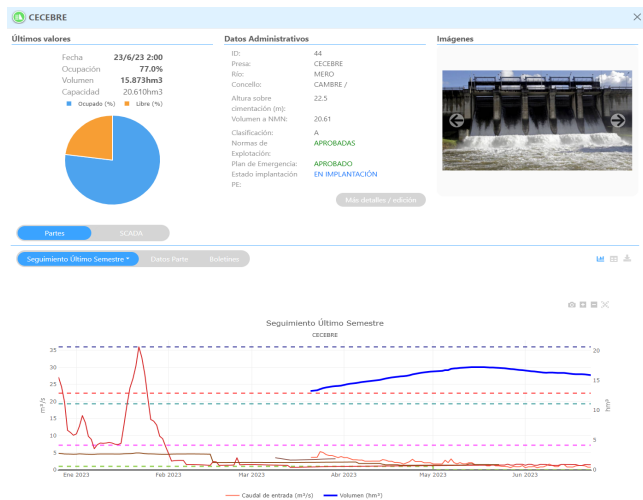 CECEBRE
Últimos valores
Fecha 23/6/23 2:00
Ocupación 77.0%
Volumen 15.873hm3
Capacidad 20.610hm3
Ocupado (%) Libre (%)
Datos Administrativos
ID: 44
Presa: CECEBRE
Río: MERO
Concello: CAMBRE /
Altura sobre 22.5
cimentación (m):
Volumen a NMN: 20.61
Clasificación: A
Normas de APROBADAS
Explotación:
Plan de Emergencia: APROBADO
Estado implantación EN IMPLANTACIÓN
PE:
Más detalles / edición
Imágenes
Partes SCADA
Seguimiento Último Semestre Datos Parte Boletines
Seguimiento Último Semestre
CECEBRE
35
30
25
20
15
10
5
0
m³/s
20
15
10
5
0
hm³
Ene 2023 Feb 2023 Mar 2023 Abr 2023 May 2023 Jun 2023
Caudal de entrada (m³/s) Volumen (hm³)